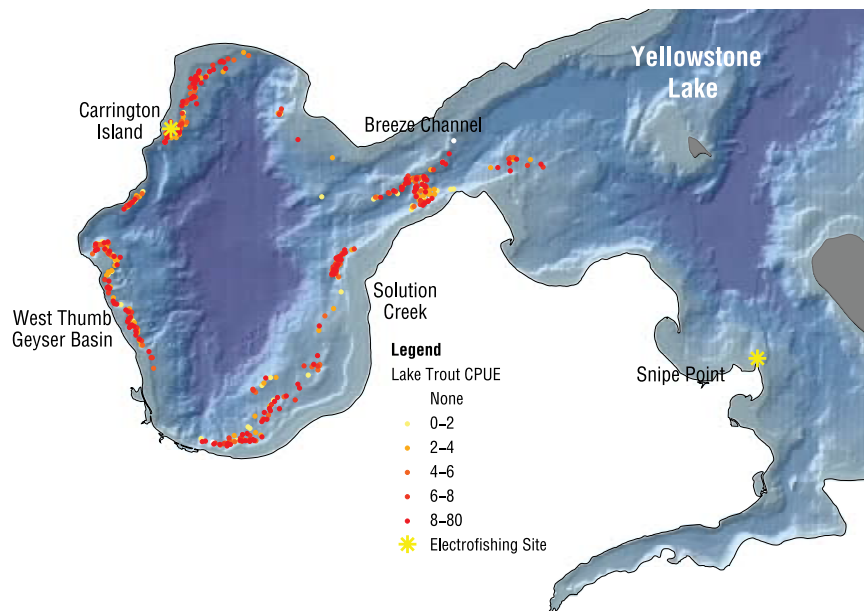 Yellowstone
Lake
Carrington
Island
Breeze Channel
West Thumb
Geyser Basin
Solution
Creek
Snipe Point
Legend
Lake Trout CPUE
None
0–2
2–4
4–6
6–8
8–80
Electrofishing Site